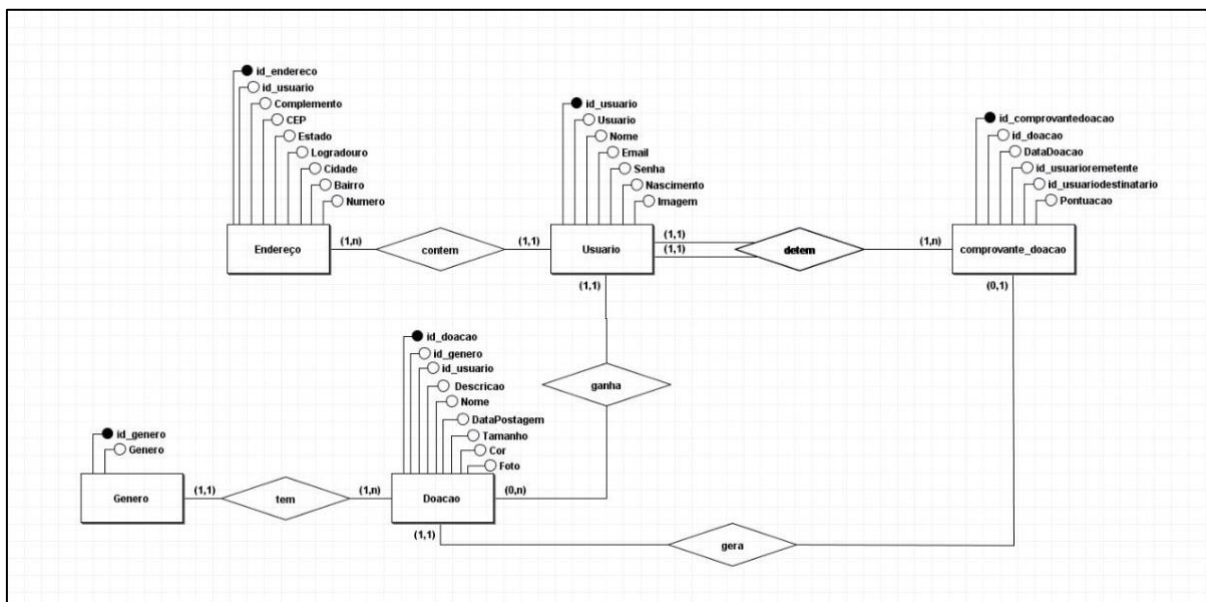 id_endereco
id_usuario
Complemento
CEP
Estado
Logradouro
Cidade
Bairro
Numero
Endereço
(1,n)
contem
(1,1)
id_usuario
Usuario
Nome
Email
Senha
Nascimento
Imagem
Usuario
(1,1)
(1,1)
(1,1)
detem
(1,n)
id_comprovantedoacao
id_doacao
DataDoacao
id_usuarioremetente
id_usuariodestinatario
Pontuacao
comprovante_doacao
(0,1)
ganha
id_doacao
id_genero
id_usuario
Descricao
Nome
DataPostagem
Tamanho
Cor
Foto
Doacao
(0,n)
(1,1)
id_genero
Genero
Genero
(1,1)
tem
(1,n)
gera